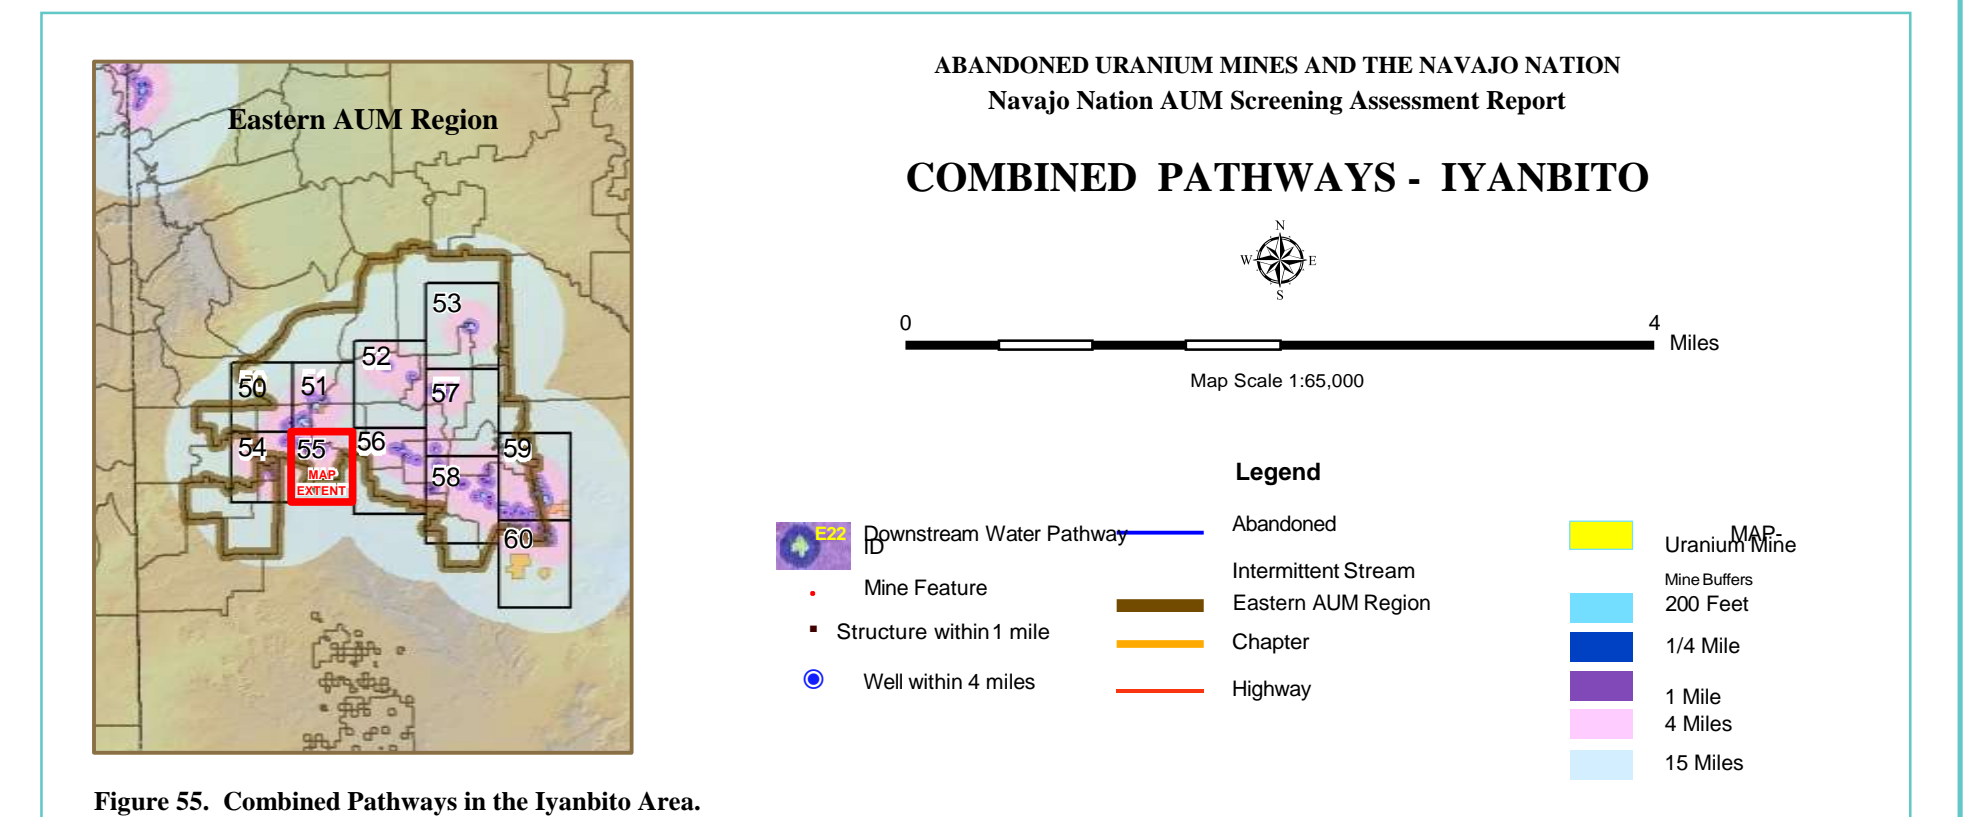 ABANDONED URANIUM MINES AND THE NAVAJO NATION
Navajo Nation AUM Screening Assessment Report
COMBINED PATHWAYS - IYANBITO
Eastern AUM Region
53
52
50
51
57
54
55
56
59
58
60
MAP
EXTENT
N
W
E
S
0
4
Miles
Map Scale 1:65,000
Legend
E22
Downstream Water Pathway
ID
Mine Feature
Structure within 1 mile
Well within 4 miles
Abandoned
Intermittent Stream
Eastern AUM Region
Chapter
Highway
MAP-
Uranium Mine
Mine Buffers
200 Feet
1/4 Mile
1 Mile
4 Miles
15 Miles
Figure 55. Combined Pathways in the Iyanbito Area.